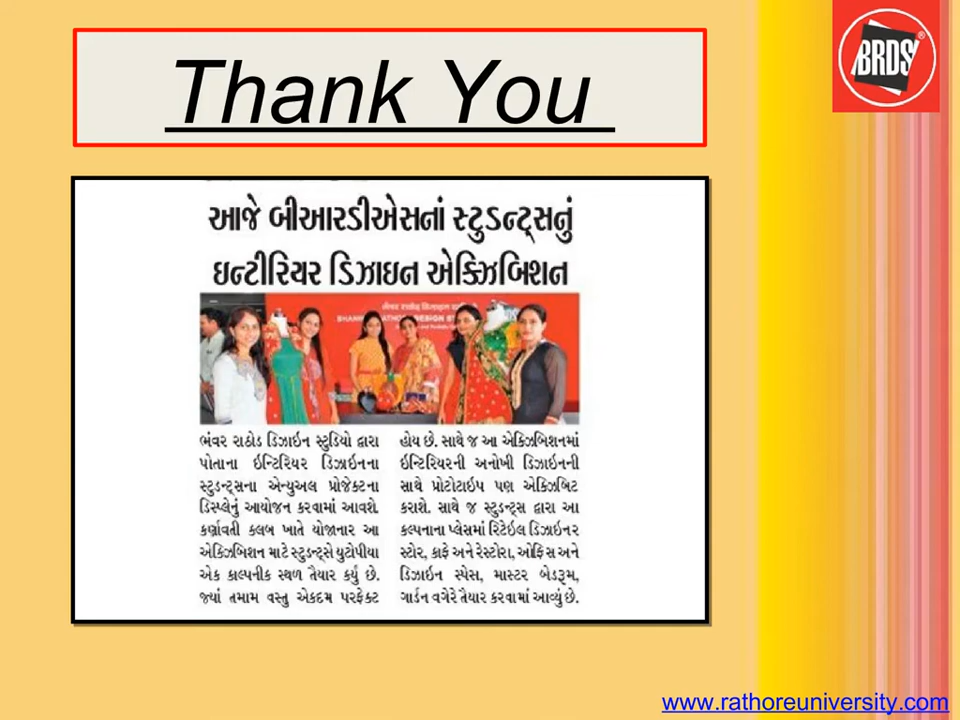 Thank You
BRDS
આજે બીઆરડીએસનાં સ્ટુડન્ટ્સનું
ઇન્ટીરિયર ડિઝાઇન એક્ઝિબિશન
ભંવર રાઠોડ ડિઝાઇન સ્ટુડિયો દ્વારા
પોતાના ઇન્ટિરિયર ડિઝાઇનના
સ્ટુડન્ટ્સના એન્યુઅલ પ્રોજેક્ટના
ડિસ્પ્લેનું આયોજન કરવામાં આવશે.
કર્ણાવતી ક્લબ ખાતે યોજાનાર આ
એક્ઝિબિશન માટે સ્ટુડન્ટ્સે યુટોપીયા
એક કાલ્પનીક સ્થળ તૈયાર કર્યું છે.
જ્યાં તમામ વસ્તુ એકદમ પરફેક્ટ
હોય છે. સાથે જ આ એક્ઝિબિશનમાં
ઇન્ટિરિયરની અનોખી ડિઝાઇનની
સાથે પ્રોટોટાઇપ પણ એક્ઝિબિટ
કરાશે. સાથે જ સ્ટુડન્ટ્સ દ્વારા આ
કલ્પનાના પ્લેસમાં રિટેઇલ ડિઝાઇનર
સ્ટોર, કાફે અને રેસ્ટોરા, ઓફિસ અને
ડિઝાઇન સ્પેસ, માસ્ટર બેડરૂમ,
ગાર્ડન વગેરે તૈયાર કરવામાં આવ્યું છે.
www.rathoreuniversity.com